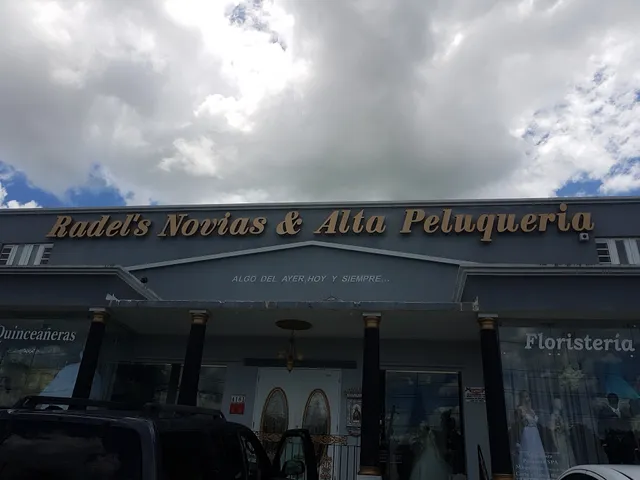 Radel's Novias & Alta Peluqueria
ALGO DEL AYER, HOY Y SIEMPRE...
Quinceañeras
Floristeria